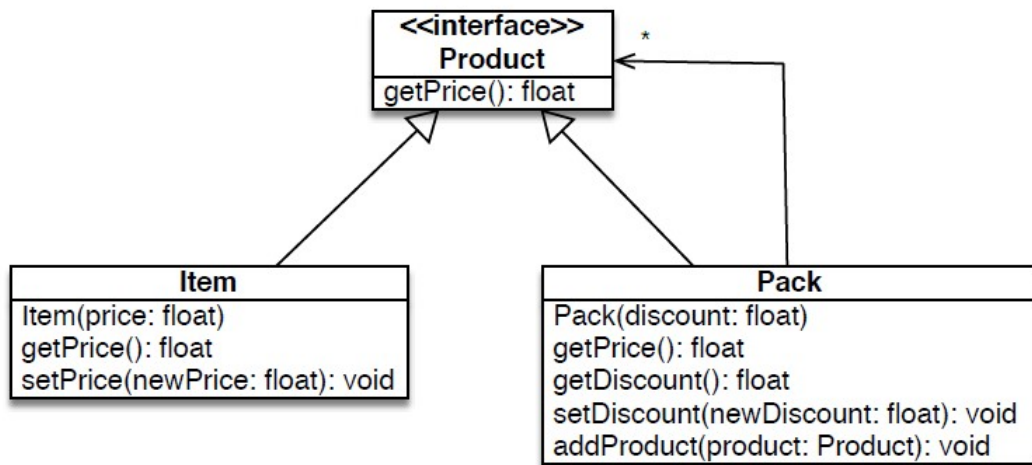 <<interface>>
Product
*
getPrice(): float
Item
Item(price: float)
getPrice(): float
setPrice(newPrice: float): void
Pack
Pack(discount: float)
getPrice(): float
getDiscount(): float
setDiscount(newDiscount: float): void
addProduct(product: Product): void